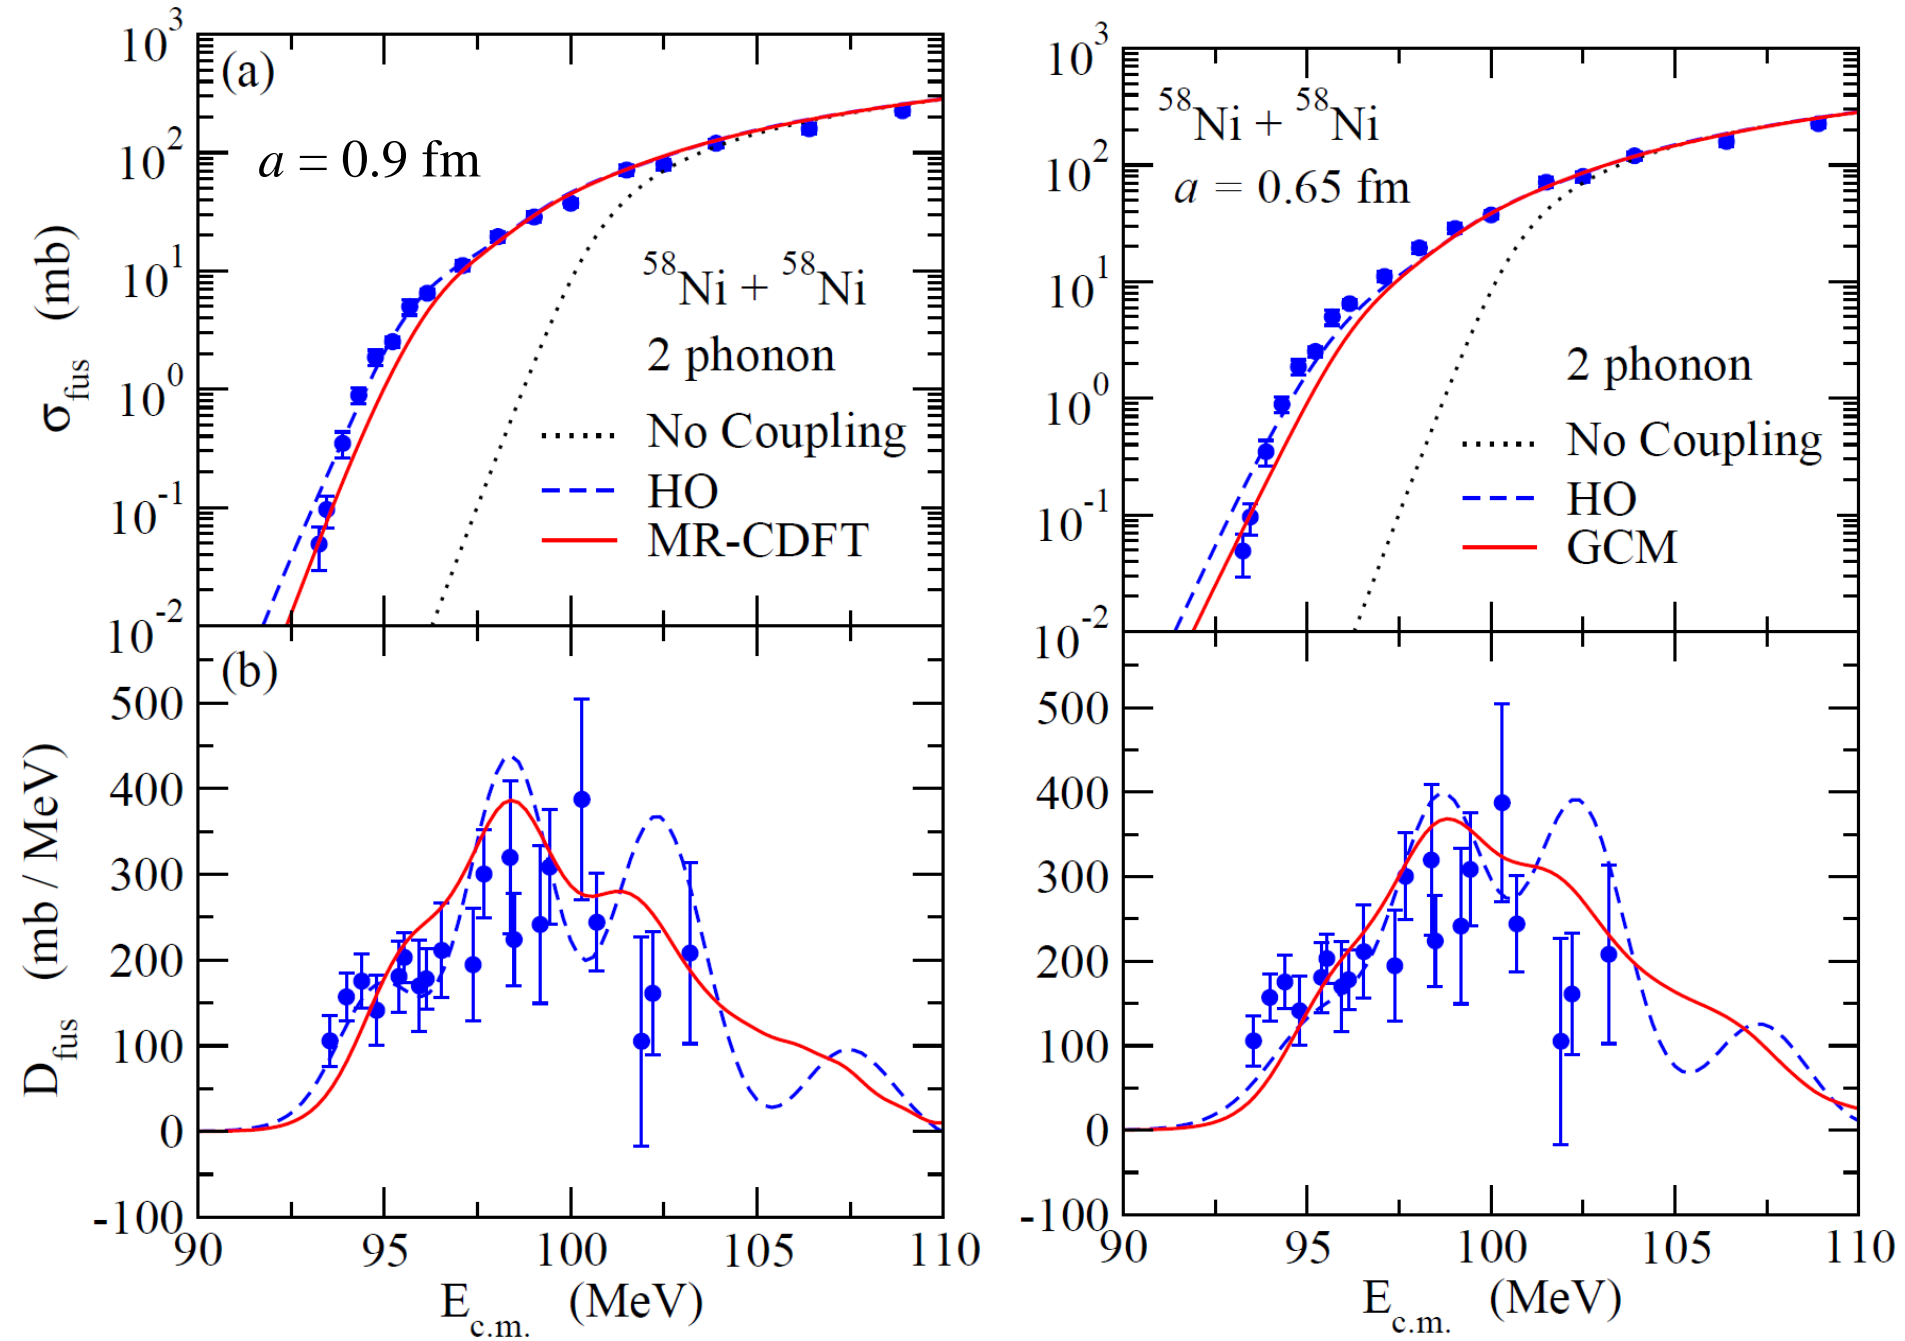 10^3
(a)
10^2
a = 0.9 fm
σ_fus (mb)
10^1
^58Ni + ^58Ni
2 phonon
10^0
No Coupling
HO
10^-1
MR-CDFT
10^-2
(b)
500
400
300
D_fus (mb / MeV)
200
100
0
-100
90 95 100 105 110
E_c.m. (MeV)
10^3
^58Ni + ^58Ni
10^2
a = 0.65 fm
10^1
2 phonon
10^0
No Coupling
HO
10^-1
GCM
10^-2
500
400
300
200
100
0
-100
90 95 100 105 110
E_c.m. (MeV)